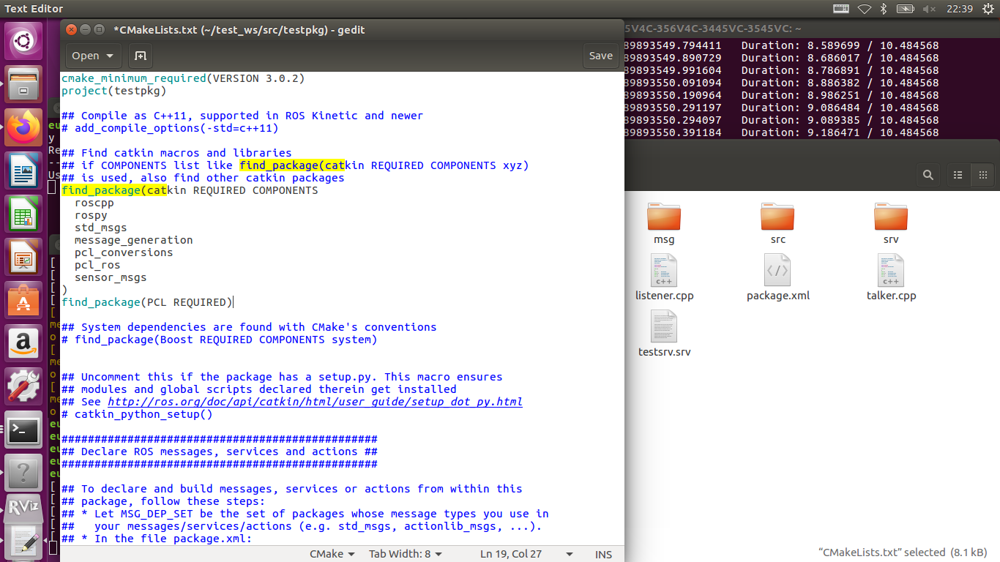 Text Editor
22:39
*CMakeLists.txt (~/test_ws/src/testpkg) - gedit
Open
Save
cmake_minimum_required(VERSION 3.0.2)
project(testpkg)
## Compile as C++11, supported in ROS Kinetic and newer
# add_compile_options(-std=c++11)
## Find catkin macros and libraries
## if COMPONENTS list like find_package(catkin REQUIRED COMPONENTS xyz)
## is used, also find other catkin packages
find_package(catkin REQUIRED COMPONENTS
  roscpp
  rospy
  std_msgs
  message_generation
  pcl_conversions
  pcl_ros
  sensor_msgs
)
find_package(PCL REQUIRED)
## System dependencies are found with CMake's conventions
# find_package(Boost REQUIRED COMPONENTS system)
## Uncomment this if the package has a setup.py. This macro ensures
## modules and global scripts declared therein get installed
## See http://ros.org/doc/api/catkin/html/user_guide/setup_dot_py.html
# catkin_python_setup()
################################################
## Declare ROS messages, services and actions ##
################################################
## To declare and build messages, services or actions from within this
## package, follow these steps:
## * Let MSG_DEP_SET be the set of packages whose message types you use in
##   your messages/services/actions (e.g. std_msgs, actionlib_msgs, ...).
## * In the file package.xml:
CMake
Tab Width: 8
Ln 19, Col 27
INS
5V4C-356V4C-3445VC-3545VC: ~
89893549.794411   Duration: 8.589699 / 10.484568
89893549.890729   Duration: 8.686017 / 10.484568
89893549.991604   Duration: 8.786891 / 10.484568
89893550.091094   Duration: 8.886382 / 10.484568
89893550.190964   Duration: 8.986251 / 10.484568
89893550.291197   Duration: 9.086484 / 10.484568
89893550.294097   Duration: 9.089385 / 10.484568
89893550.391184   Duration: 9.186471 / 10.484568
msg
src
srv
listener.cpp
package.xml
talker.cpp
testsrv.srv
“CMakeLists.txt” selected (8.1 kB)
RViz